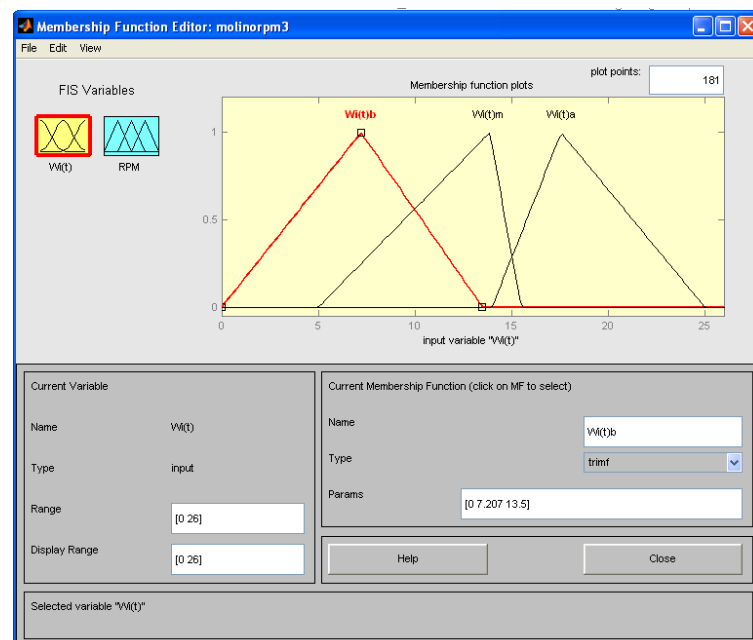 Membership Function Editor: molinorpm3
File Edit View
FIS Variables
Wi(t)
RPM
plot points:
181
Membership function plots
Wi(t)b
Wi(t)m
Wi(t)a
1
0.5
0
0
5
10
15
20
25
input variable "Wi(t)"
Current Variable
Name
Wi(t)
Type
input
Range
[0 26]
Display Range
[0 26]
Current Membership Function (click on MF to select)
Name
Wi(t)b
Type
trimf
Params
[0 7.207 13.5]
Help
Close
Selected variable "Wi(t)"